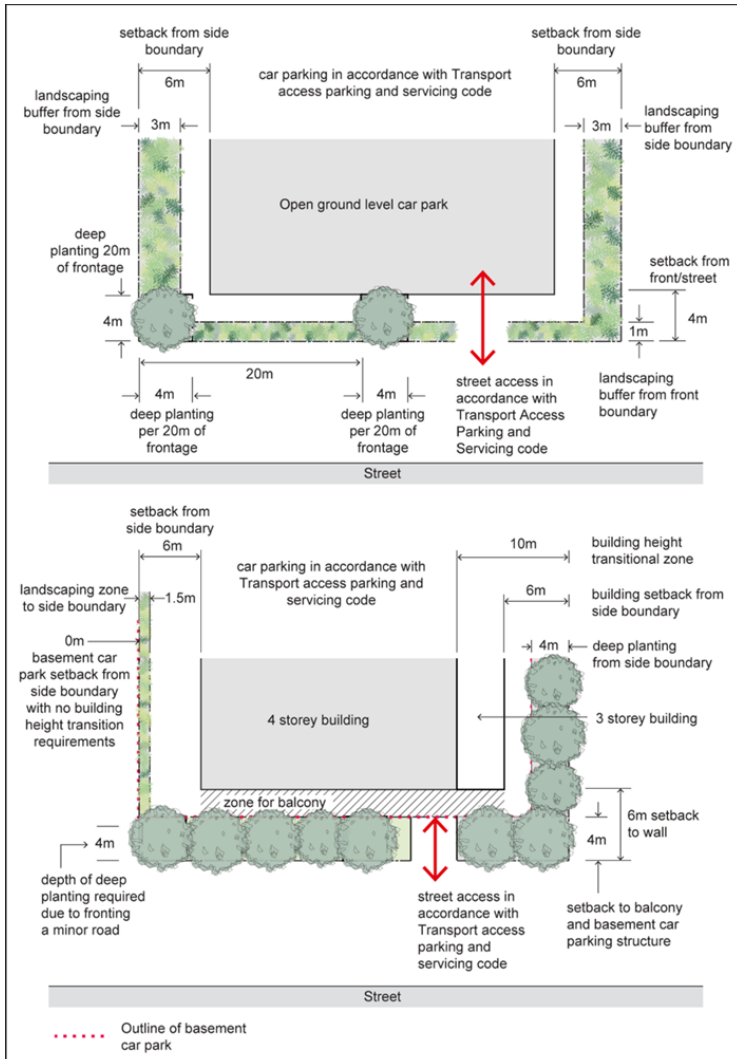 setback from side
boundary
6m
car parking in accordance with Transport
access parking and servicing code
setback from side
boundary
6m
landscaping
buffer from side
boundary
3m
3m
landscaping
buffer from
side boundary
Open ground level car park
deep
planting 20m
of frontage
4m
setback from
front/street
1m
4m
20m
4m
deep planting
per 20m of
frontage
4m
deep planting
per 20m of
frontage
street access in
accordance with
Transport Access
Parking and
Servicing code
landscaping
buffer from front
boundary
Street
setback from
side boundary
6m
car parking in accordance with
Transport access parking and
servicing code
10m
building height
transitional zone
landscaping zone
to side boundary
1.5m
6m
building setback from
side boundary
0m
basement car
park setback from
side boundary
with no building
height transition
requirements
4m
deep planting
from side boundary
4 storey building
3 storey building
zone for balcony
6m setback
to wall
4m
4m
depth of deep
planting required
due to fronting
a minor road
street access in
accordance with
Transport access
parking and
servicing code
setback to balcony
and basement car
parking structure
Street
Outline of basement
car park